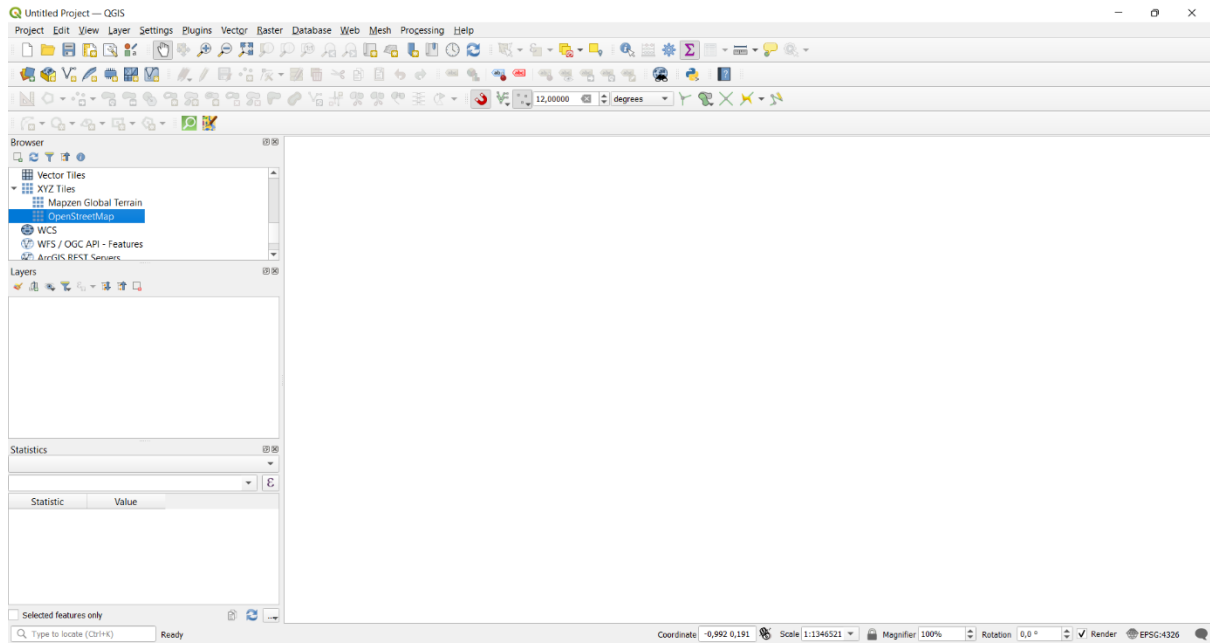 Untitled Project — QGIS
Project Edit View Layer Settings Plugins Vector Raster Database Web Mesh Processing Help
12,00000 degrees
Browser
Vector Tiles
XYZ Tiles
Mapzen Global Terrain
OpenStreetMap
WCS
WFS / OGC API - Features
ArcGIS REST Servers
Layers
Statistics
ε
Statistic Value
Selected features only
...
Type to locate (Ctrl+K) Ready Coordinate -0,992 0,191 Scale 1:1346521 Magnifier 100% Rotation 0,0 ° Render EPSG:4326